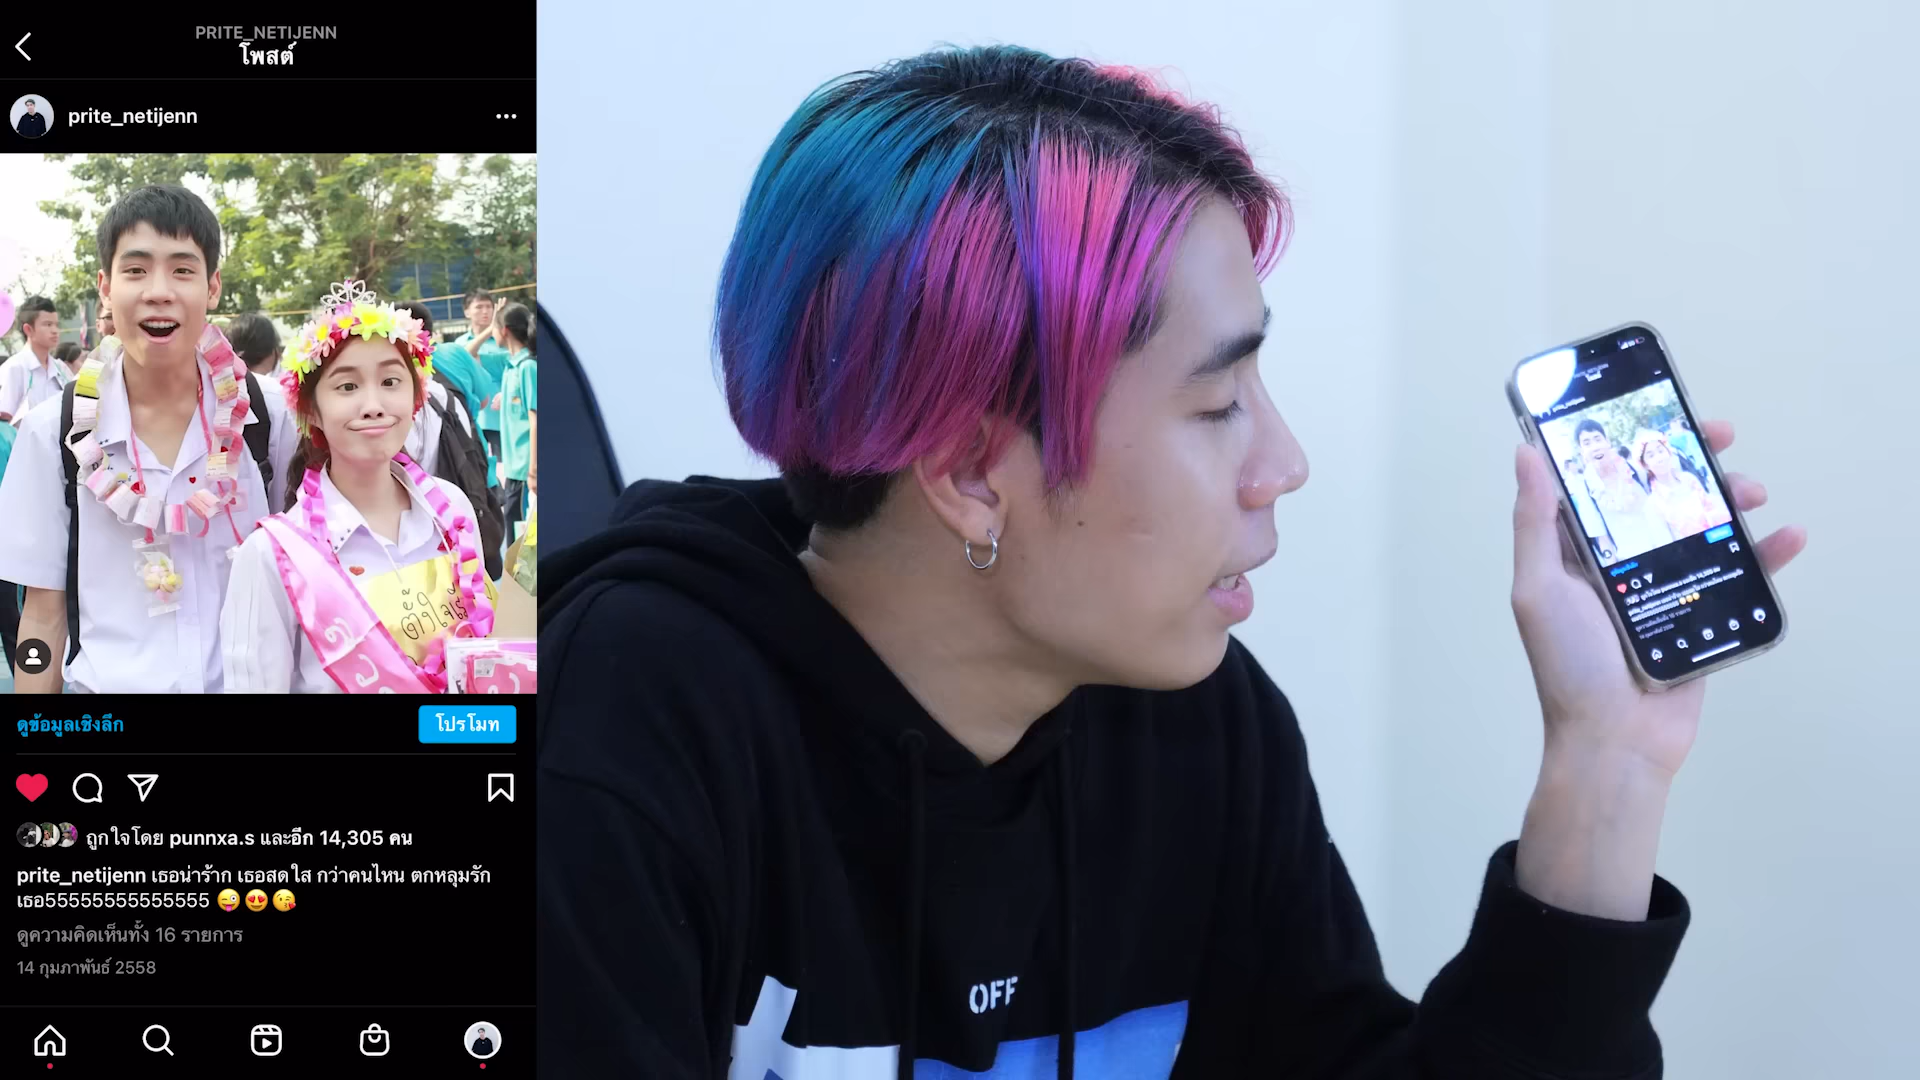 PRITE_NETIJENN
โพสต์
prite_netijenn
ตั้งใจ
ดูข้อมูลเชิงลึก
โปรโมท
ถูกใจโดย punnxa.s และอีก 14,305 คน
prite_netijenn เธอน่าร้าก เธอสดใส กว่าคนไหน ตกหลุมรัก
เธอ55555555555555 😜😍😘
ดูความคิดเห็นทั้ง 16 รายการ
14 กุมภาพันธ์ 2558
OFF